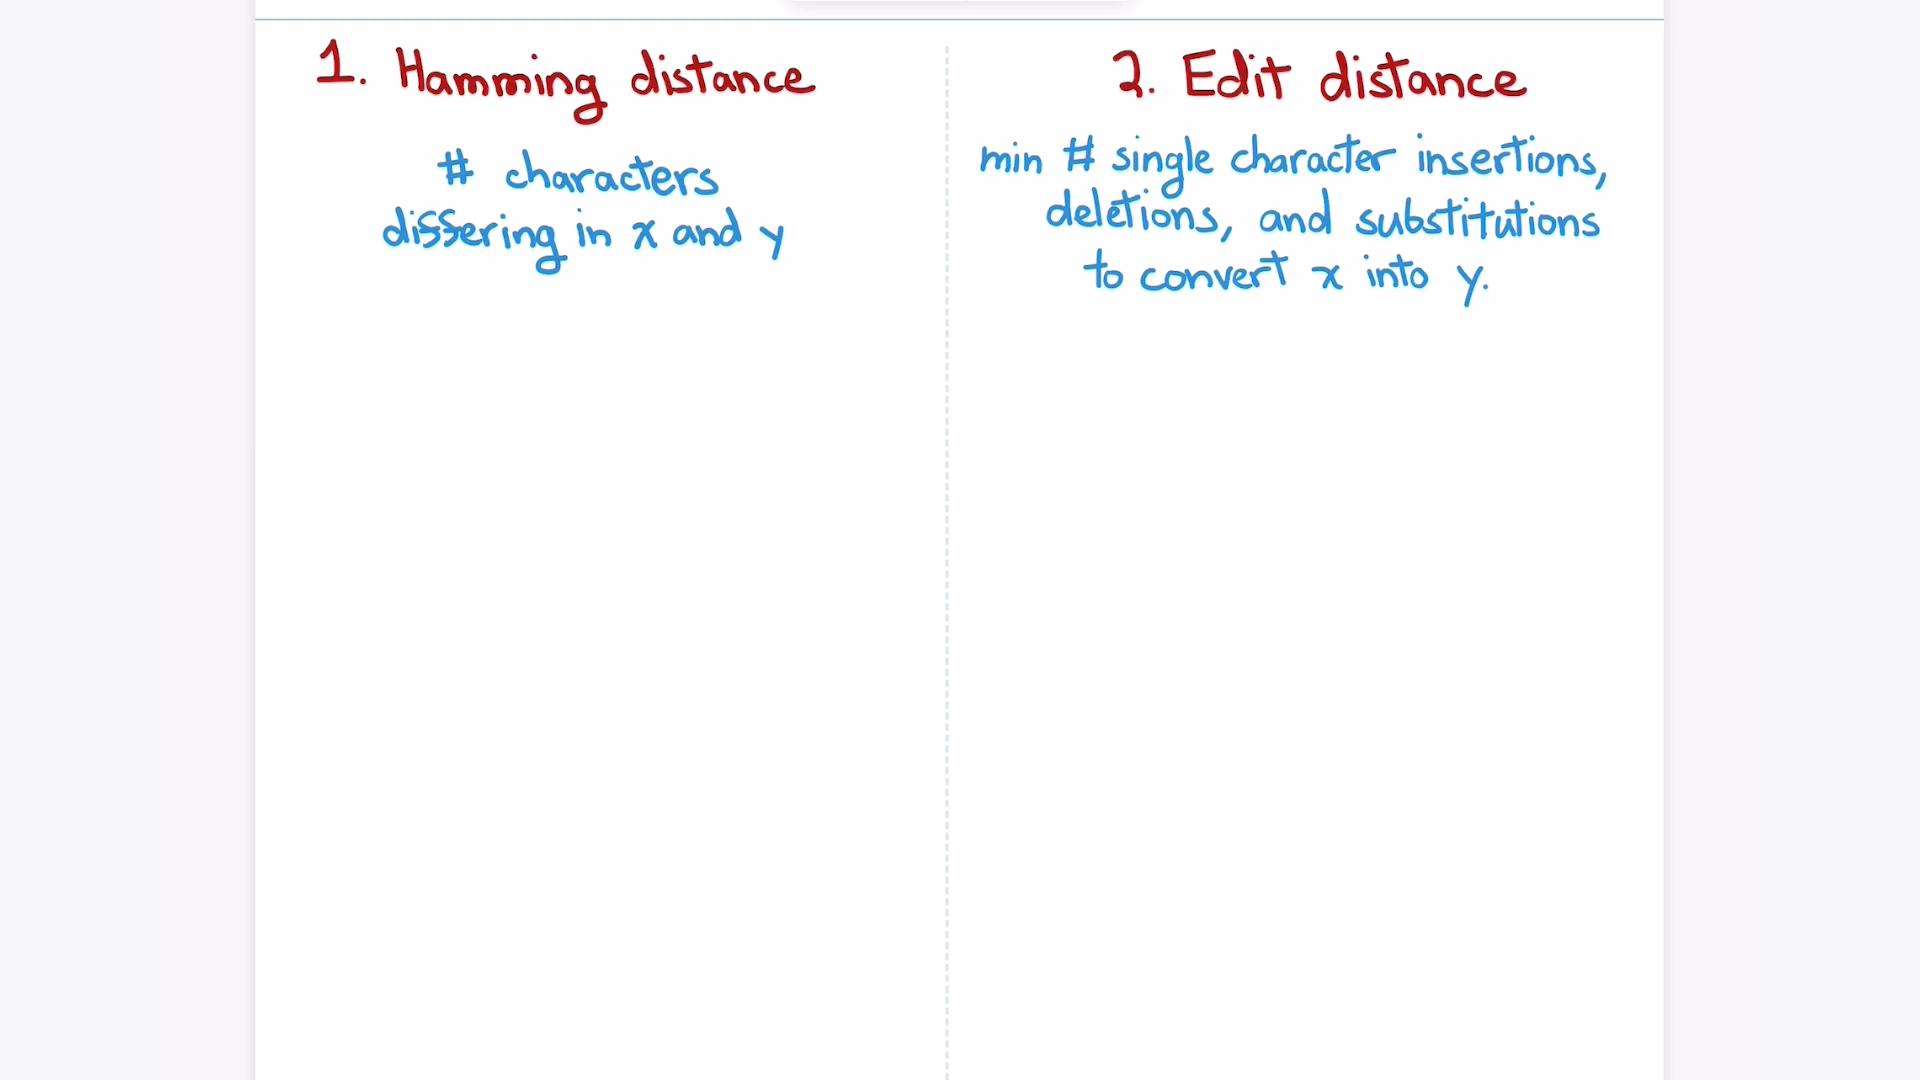 1. Hamming distance
# characters
differing in x and y
2. Edit distance
min # single character insertions,
deletions, and substitutions
to convert x into y.